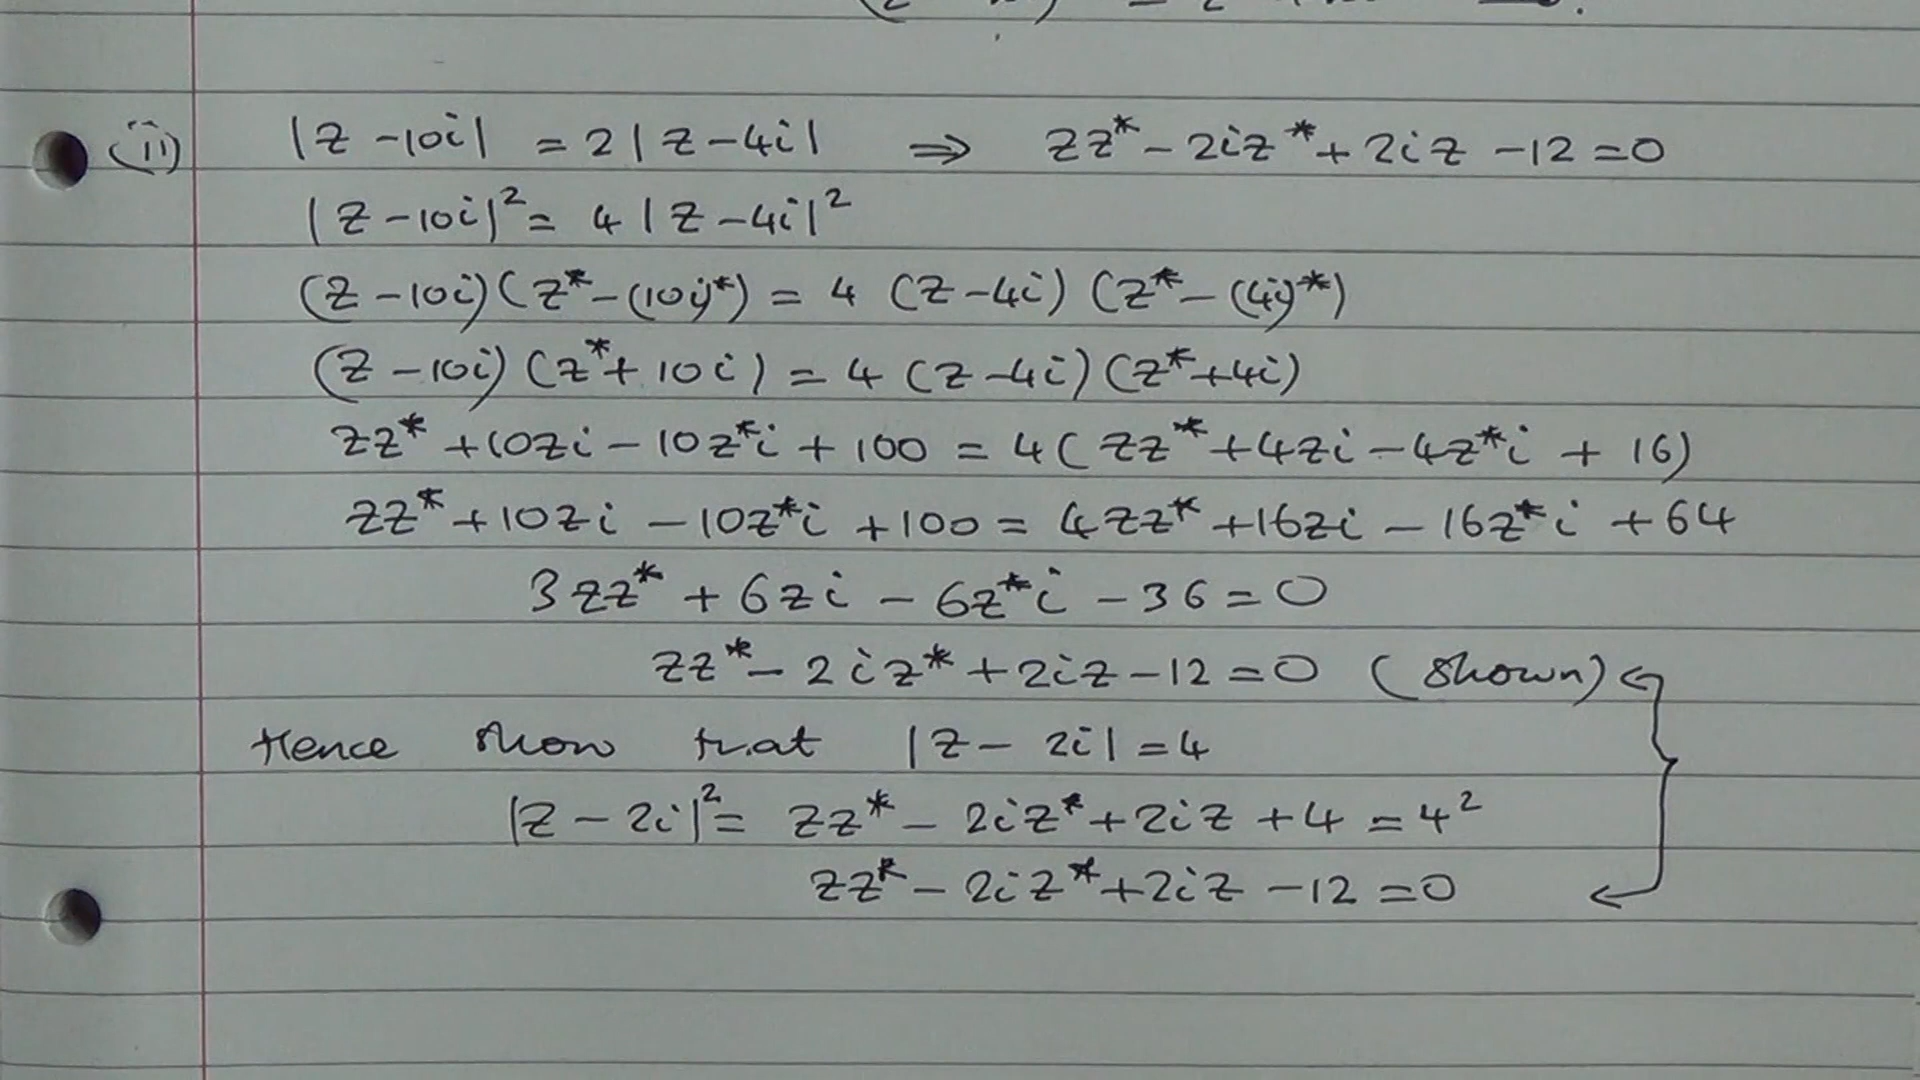 (ii) |z - 10i| = 2|z - 4i| ⇒ zz* - 2iz* + 2iz - 12 = 0
|z - 10i|² = 4|z - 4i|²
(z - 10i)(z* - (10i)*) = 4 (z - 4i)(z* - (4i)*)
(z - 10i)(z* + 10i) = 4(z - 4i)(z* + 4i)
zz* + 10zi - 10z*i + 100 = 4(zz* + 4zi - 4z*i + 16)
zz* + 10zi - 10z*i + 100 = 4zz* + 16zi - 16z*i + 64
3zz* + 6zi - 6z*i - 36 = 0
zz* - 2iz* + 2iz - 12 = 0 (Shown)
Hence show that |z - 2i| = 4
|z - 2i|² = zz* - 2iz* + 2iz + 4 = 4²
zz* - 2iz* + 2iz - 12 = 0